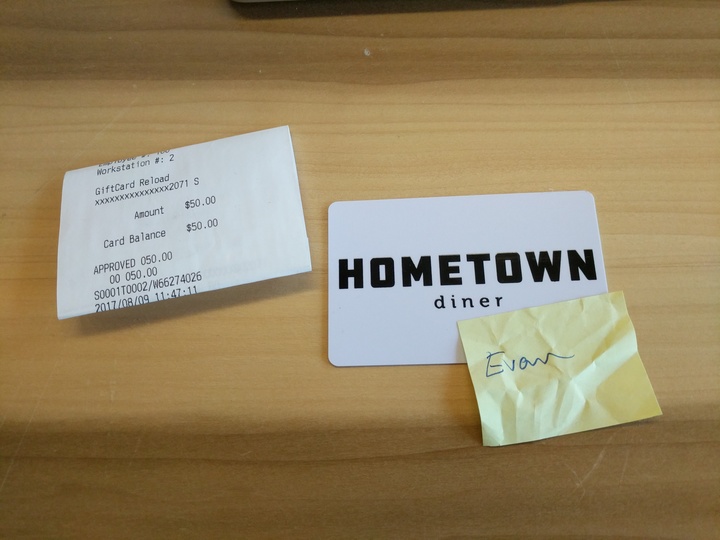 Workstation #: 2
GiftCard Reload
xxxxxxxxxxxxxxx2071 S
Amount $50.00
Card Balance $50.00
APPROVED 050.00
00 050.00
S0001T0002/W66274026
2017/08/09 11:47:11
HOMETOWN
diner
Evan